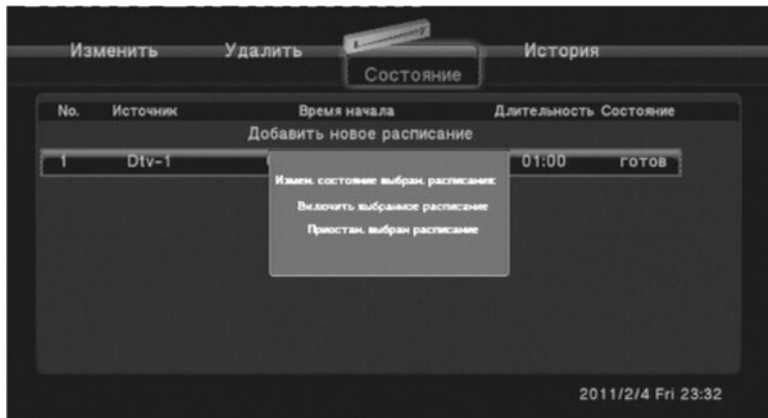 Изменить Удалить История
Состояние
No. Источник Время начала Длительность Состояние
Добавить новое расписание
1 Dtv-1 01:00 готов
Измен. состояние выбран. расписания:
Включить выбранное расписание
Приостан. выбран расписание
2011/2/4 Fri 23:32